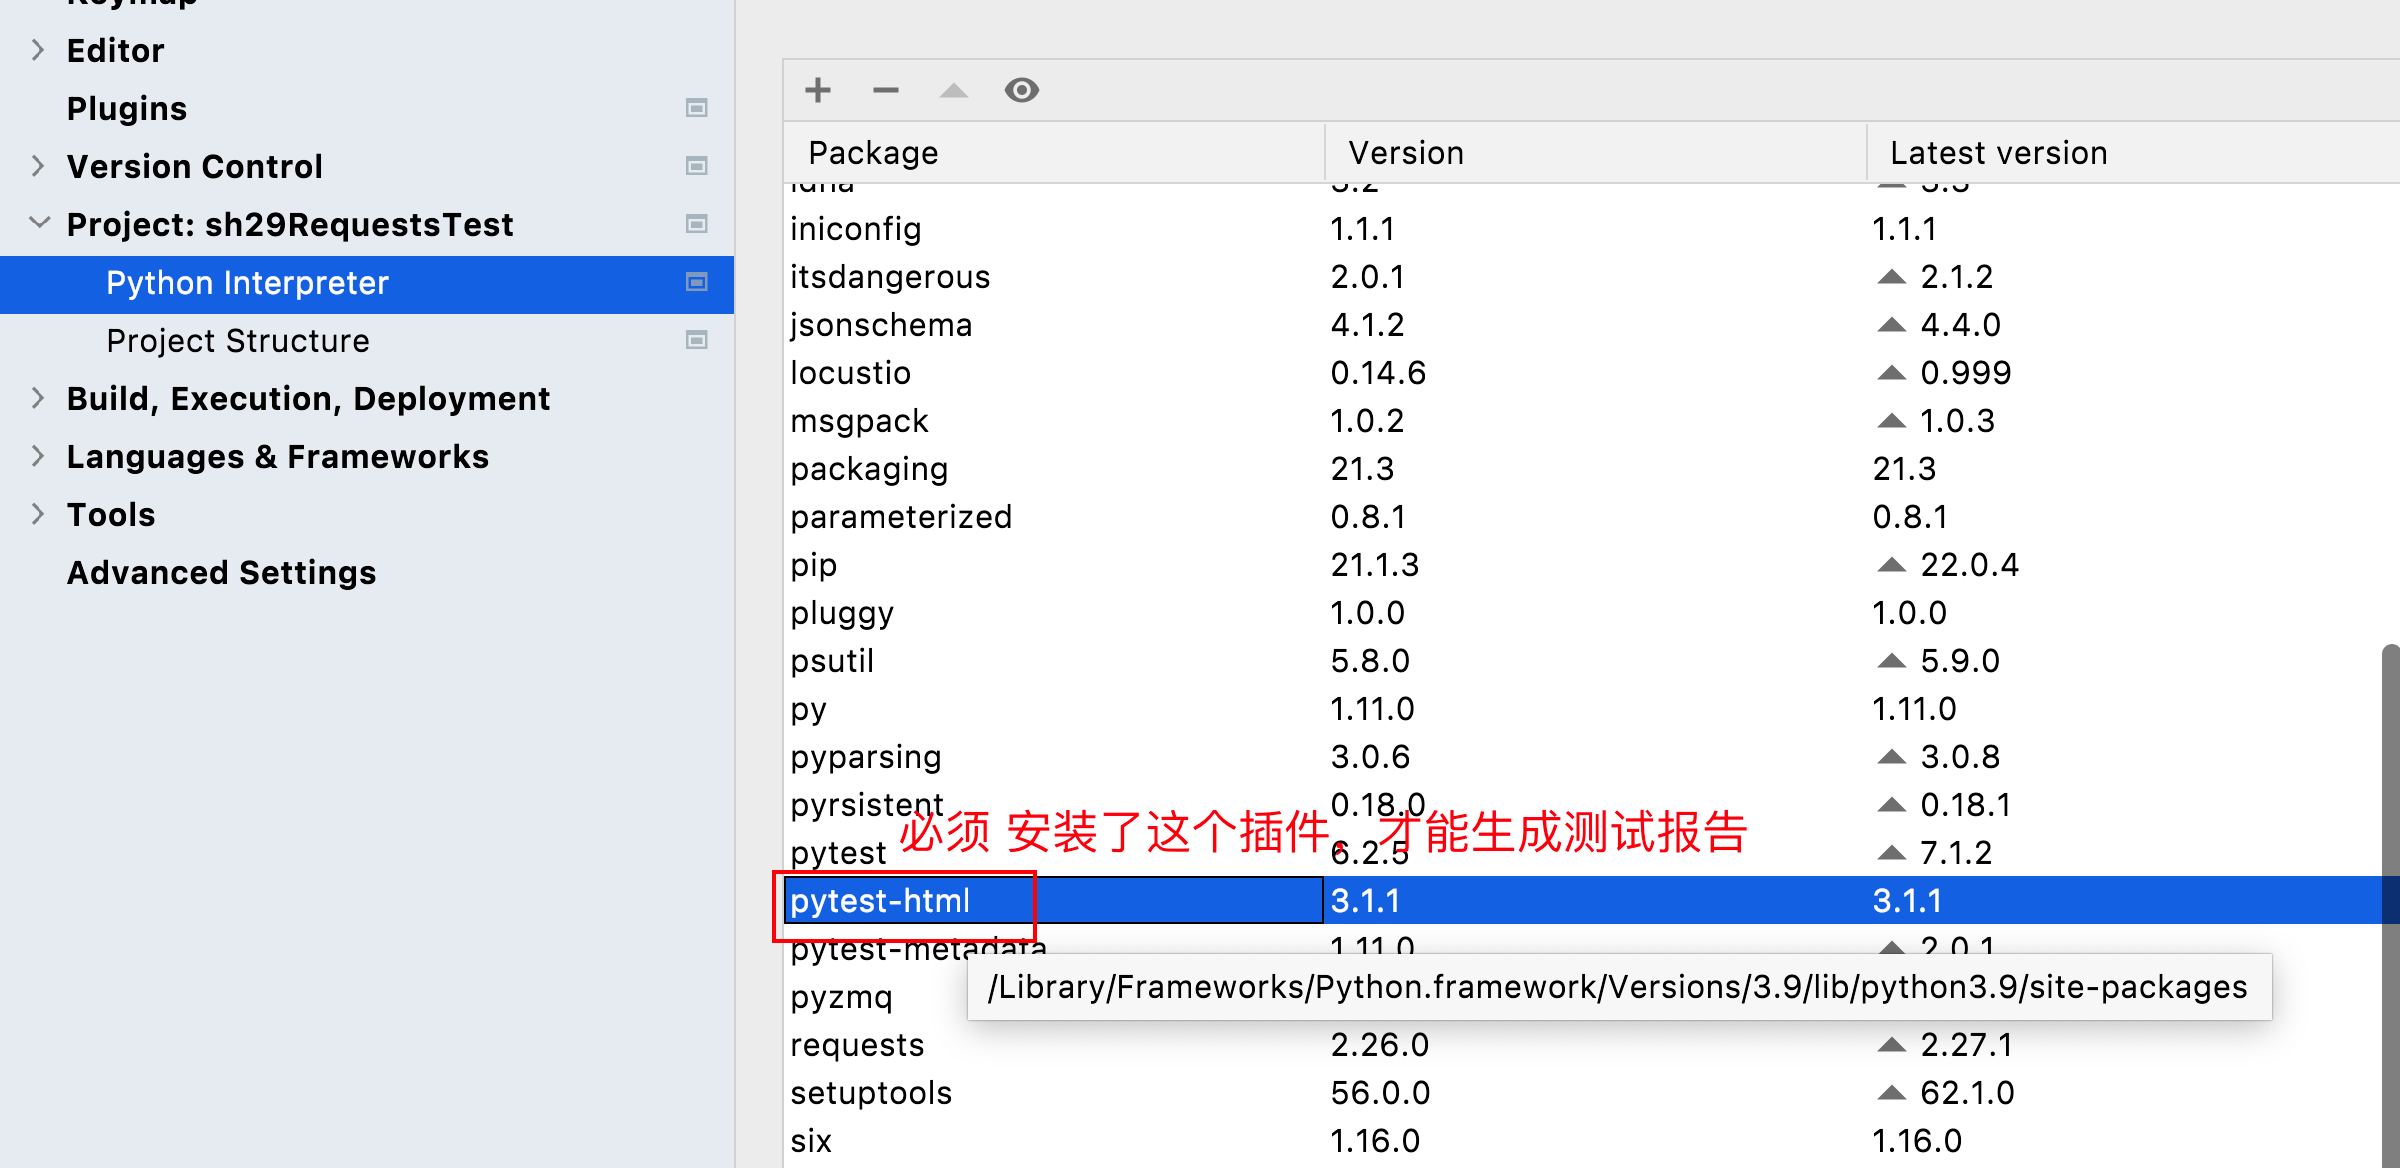 Keymap
Editor
Plugins
Version Control
Project: sh29RequestsTest
Python Interpreter
Project Structure
Build, Execution, Deployment
Languages & Frameworks
Tools
Advanced Settings
Package Version Latest version
idna 3.2 3.3
iniconfig 1.1.1 1.1.1
itsdangerous 2.0.1 2.1.2
jsonschema 4.1.2 4.4.0
locustio 0.14.6 0.999
msgpack 1.0.2 1.0.3
packaging 21.3 21.3
parameterized 0.8.1 0.8.1
pip 21.1.3 22.0.4
pluggy 1.0.0 1.0.0
psutil 5.8.0 5.9.0
py 1.11.0 1.11.0
pyparsing 3.0.6 3.0.8
pyrsistent 0.18.0 0.18.1
必须 安装了这个插件，才能生成测试报告
pytest 6.2.5 7.1.2
pytest-html 3.1.1 3.1.1
pytest-metadata 1.11.0 2.0.1
/Library/Frameworks/Python.framework/Versions/3.9/lib/python3.9/site-packages
pyzmq
requests 2.26.0 2.27.1
setuptools 56.0.0 62.1.0
six 1.16.0 1.16.0